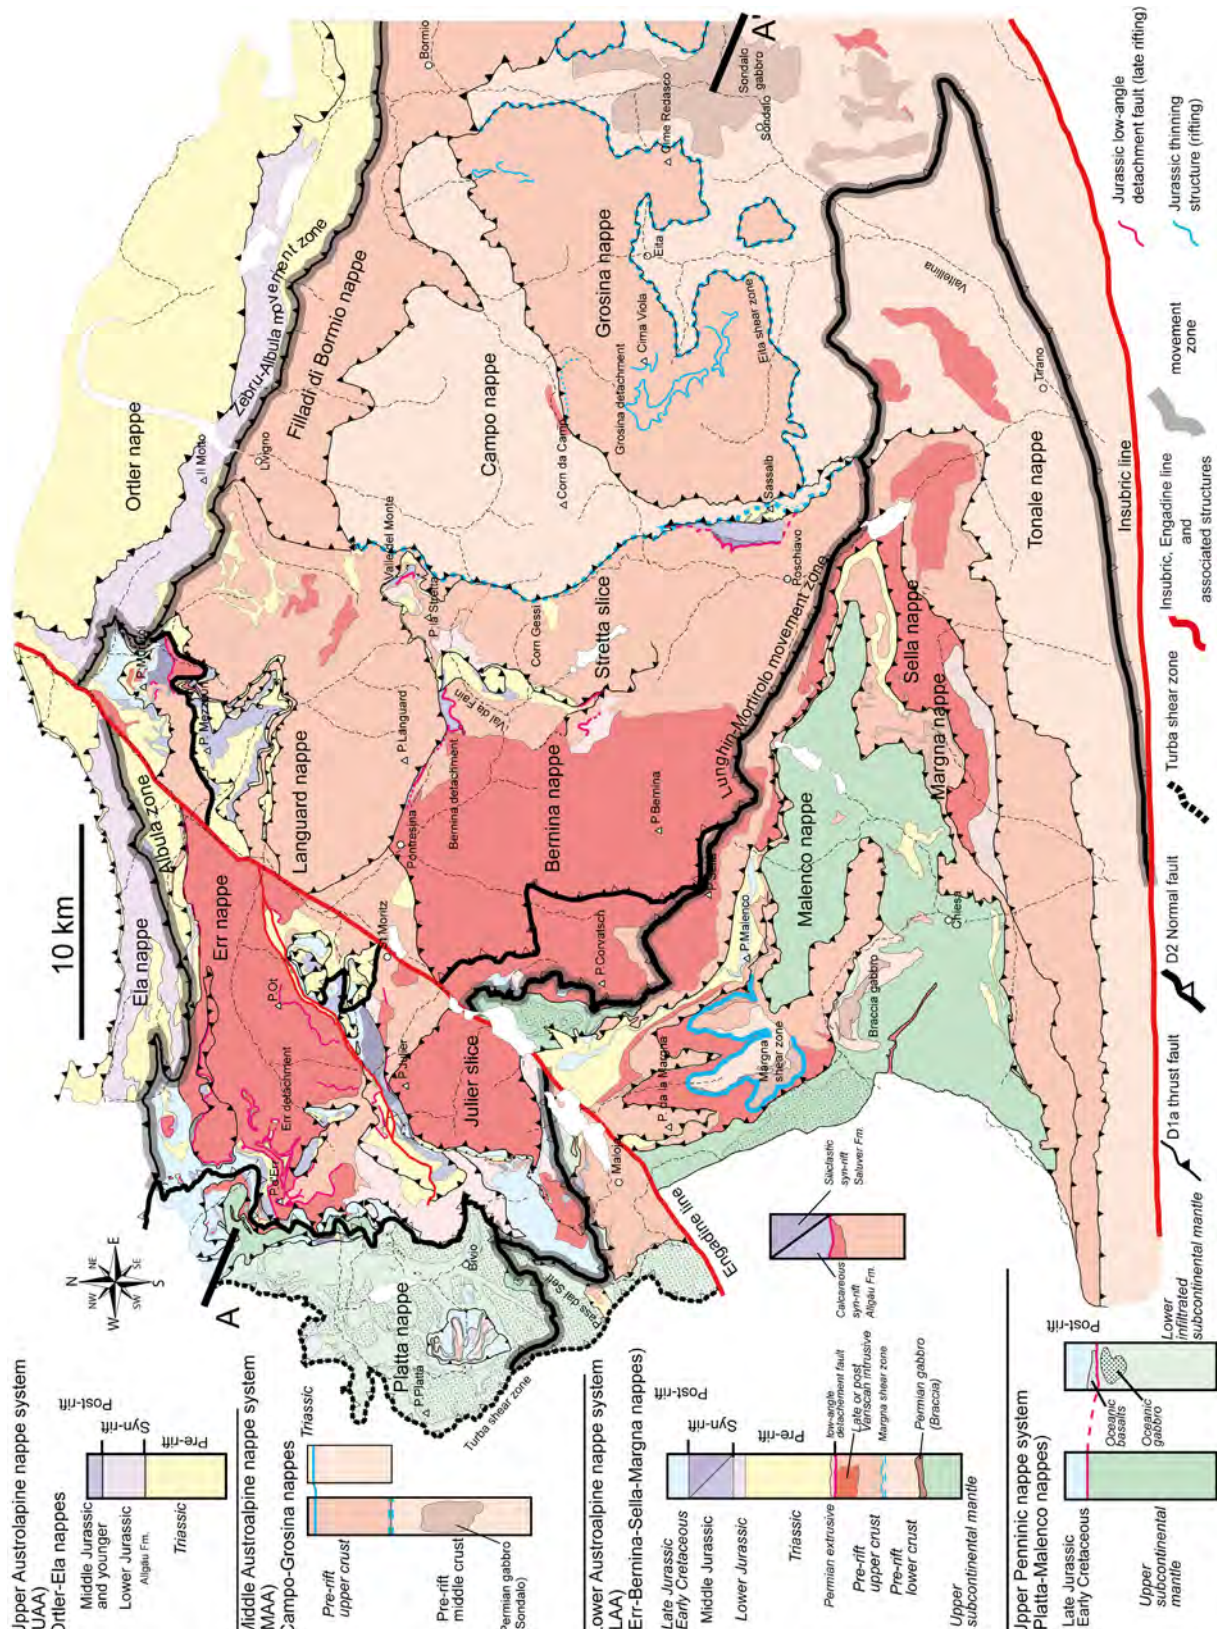 Ortler nappe
Il Motto
Livigno
Zebru-Albula movement zone
Filladi di Bormio nappe
Bormio
Ela nappe
Albula zone
Err nappe
P. Ot
Err detachment
P. Mezzaun
Languard nappe
P. Languard
Pontresina
Bernina detachment
Val da Fain
P. la Stretta
Valle del Monte
Corn Gessi
Stretta slice
Campo nappe
Corn da Camp
Grosina nappe
Grosina detachment
Cima Viola
Eita
Eita shear zone
Sassalb
Poschiavo
Cime Redasco
Sondalo
gabbro
Sondalo
A'
Bernina nappe
P. Bernina
Lunghin-Mortirolo movement zone
P. Corvatsch
St. Moritz
P. Julier
Julier slice
Maloja
P. da la Margna
Margna
shear zone
P. Malenco
Malenco nappe
Braccia gabbro
Chiesa
Margna nappe
Sella nappe
Tonale nappe
Tirano
Valtellina
Insubric line
Engadine line
Platta nappe
P. Platta
Bivio
Turba shear zone
Pass dal Sett
A
10 km
N
NE
E
SE
S
SW
W
NW
Upper Austroalpine nappe system
(UAA)
Ortler-Ela nappes
Middle Jurassic
and younger
Lower Jurassic
Allgäu Fm.
Triassic
Post-rift
Syn-rift
Pre-rift
Middle Austroalpine nappe system
(MAA)
Campo-Grosina nappes
Triassic
Pre-rift
upper crust
Pre-rift
middle crust
Permian gabbro
(Sondalo)
Lower Austroalpine nappe system
(LAA)
(Err-Bernina-Sella-Margna nappes)
Late Jurassic
Early Cretaceous
Middle Jurassic
Lower Jurassic
Triassic
Permian extrusive
Pre-rift
upper crust
Pre-rift
lower crust
Upper
subcontinental mantle
Post-rift
Syn-rift
Pre-rift
low-angle
detachement fault
Late or post
Variscan intrusive
Margna shear zone
Permian gabbro
(Braccia)
Calcareous
syn-rift
Allgäu Fm.
Siliclastic
syn-rift
Saluver Fm.
Upper Penninic nappe system
Platta-Malenco nappes)
Late Jurassic
Early Cretaceous
Upper
subcontinental
mantle
Oceanic
basalts
Oceanic
gabbro
Post-rift
Lower
infiltrated
subcontinental mantle
D1a thrust fault
D2 Normal fault
Turba shear zone
Insubric, Engadine line
and
associated structures
movement
zone
Jurassic low-angle
detachment fault (late rifting)
Jurassic thinning
structure (rifting)